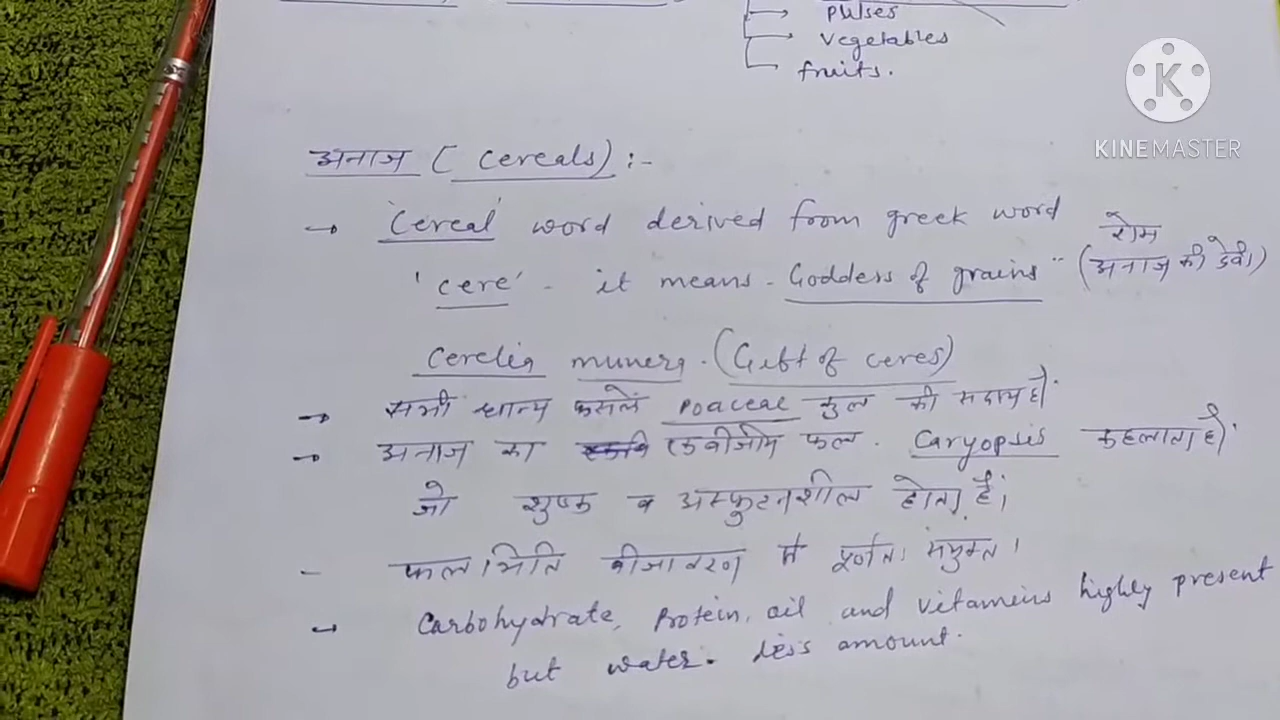 pulses
vegetables
fruits.
KINEMASTER
अनाज ( cereals) :-
→ 'cereal' word derived from greek word
रोम
'cere' - it means - Goddess of grains" (अनाज की देवी)
Cerelia munera. (Gift of ceres)
→ सभी धान्य फसलें poaceae कुल की सदस्य है।
→ अनाज का एकबीजीय फल. Caryopsis कहलाता है।
जो शुष्क व अस्फुटनशील होता है।
- फलभिति बीजावरण में पूर्णतः संयुक्त।
→ Carbohydrate, Protein, oil and vitamins highly present
but water. less amount.